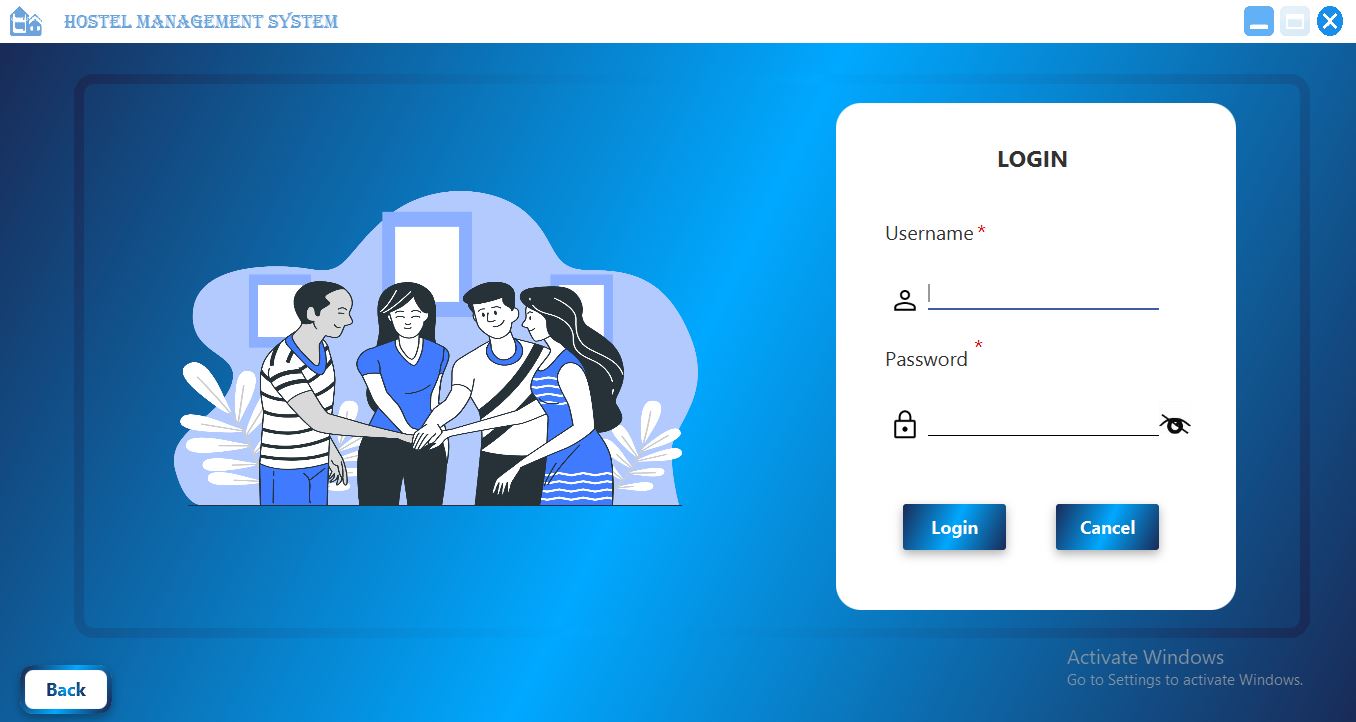 HOSTEL MANAGEMENT SYSTEM
LOGIN
Username *
Password *
Login Cancel
Activate Windows
Go to Settings to activate Windows.
Back